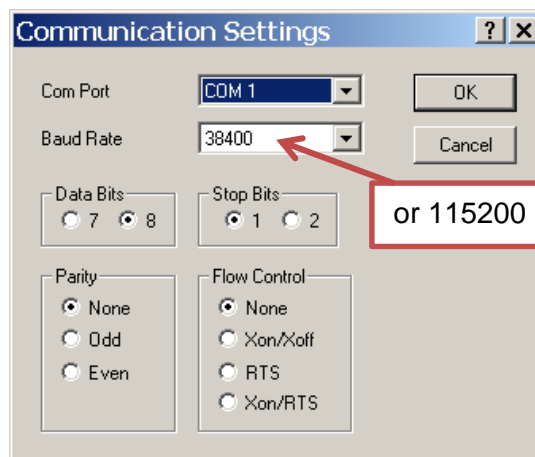 Communication Settings
Com Port
COM 1
OK
Baud Rate
38400
Cancel
or 115200
Data Bits
7 8
Stop Bits
1 2
Parity
None
Odd
Even
Flow Control
None
Xon/Xoff
RTS
Xon/RTS